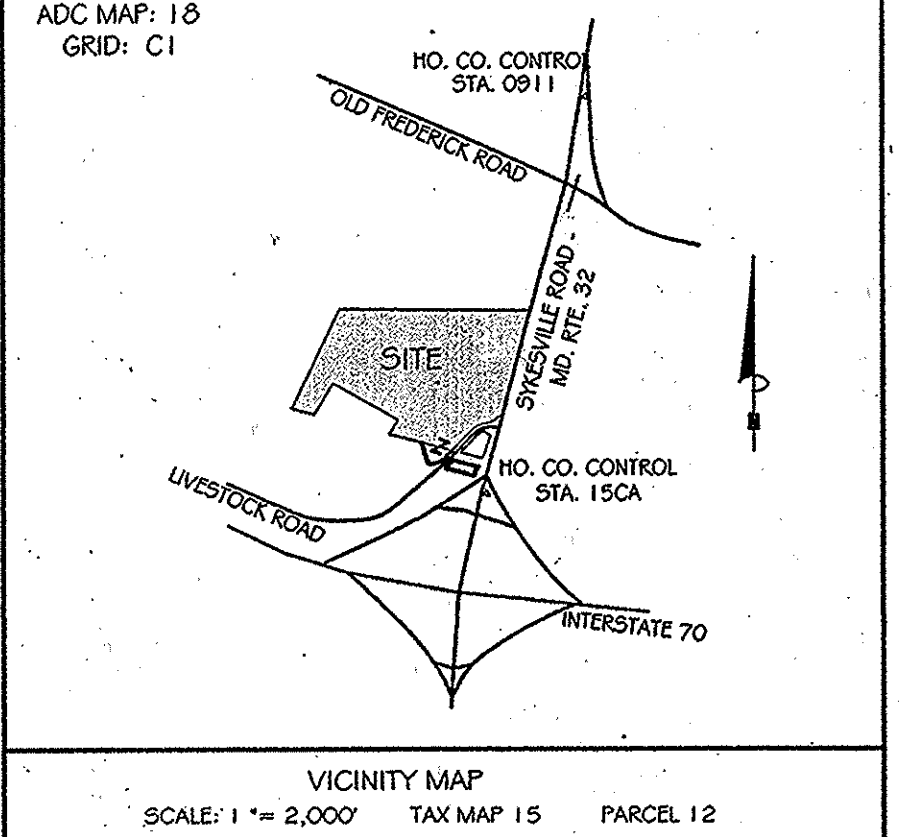 ADC MAP: 18
GRID: C1
HO. CO. CONTROL
STA. 0911
OLD FREDERICK ROAD
SYKESVILLE ROAD -
MD. RTE. 32
SITE
HO. CO. CONTROL
STA. 15CA
LIVESTOCK ROAD
INTERSTATE 70
VICINITY MAP
SCALE: 1 "= 2,000' TAX MAP 15 PARCEL 12